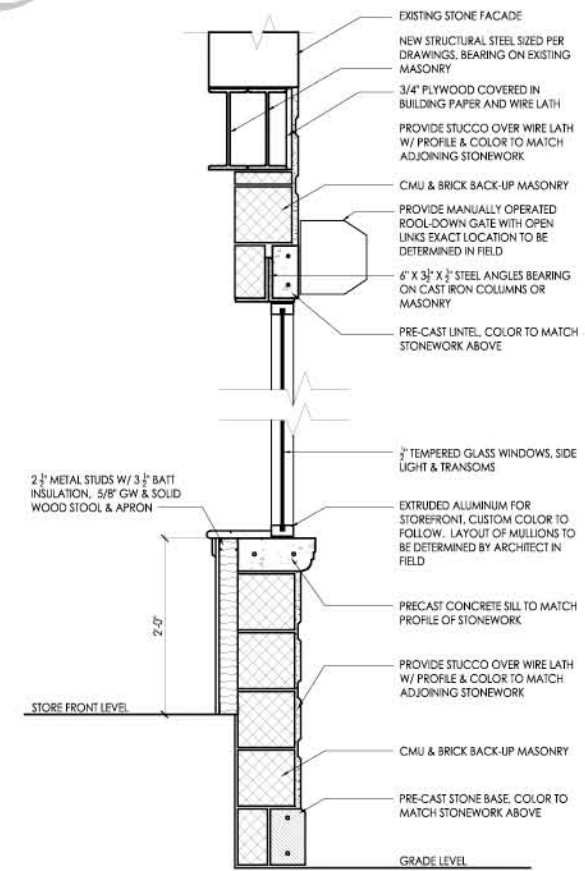 EXISTING STONE FACADE
NEW STRUCTURAL STEEL SIZED PER
DRAWINGS, BEARING ON EXISTING
MASONRY
3/4" PLYWOOD COVERED IN
BUILDING PAPER AND WIRE LATH
PROVIDE STUCCO OVER WIRE LATH
W/ PROFILE & COLOR TO MATCH
ADJOINING STONEWORK
CMU & BRICK BACK-UP MASONRY
PROVIDE MANUALLY OPERATED
ROOL-DOWN GATE WITH OPEN
LINKS EXACT LOCATION TO BE
DETERMINED IN FIELD
6" X 3½" X ½" STEEL ANGLES BEARING
ON CAST IRON COLUMNS OR
MASONRY
PRE-CAST LINTEL, COLOR TO MATCH
STONEWORK ABOVE
½" TEMPERED GLASS WINDOWS, SIDE
LIGHT & TRANSOMS
2 ½" METAL STUDS W/ 3 ½" BATT
INSULATION, 5/8" GW & SOLID
WOOD STOOL & APRON
EXTRUDED ALUMINUM FOR
STOREFRONT, CUSTOM COLOR TO
FOLLOW. LAYOUT OF MULLIONS TO
BE DETERMINED BY ARCHITECT IN
FIELD
2'-0"
PRECAST CONCRETE SILL TO MATCH
PROFILE OF STONEWORK
PROVIDE STUCCO OVER WIRE LATH
W/ PROFILE & COLOR TO MATCH
ADJOINING STONEWORK
STORE FRONT LEVEL
CMU & BRICK BACK-UP MASONRY
PRE-CAST STONE BASE, COLOR TO
MATCH STONEWORK ABOVE
GRADE LEVEL